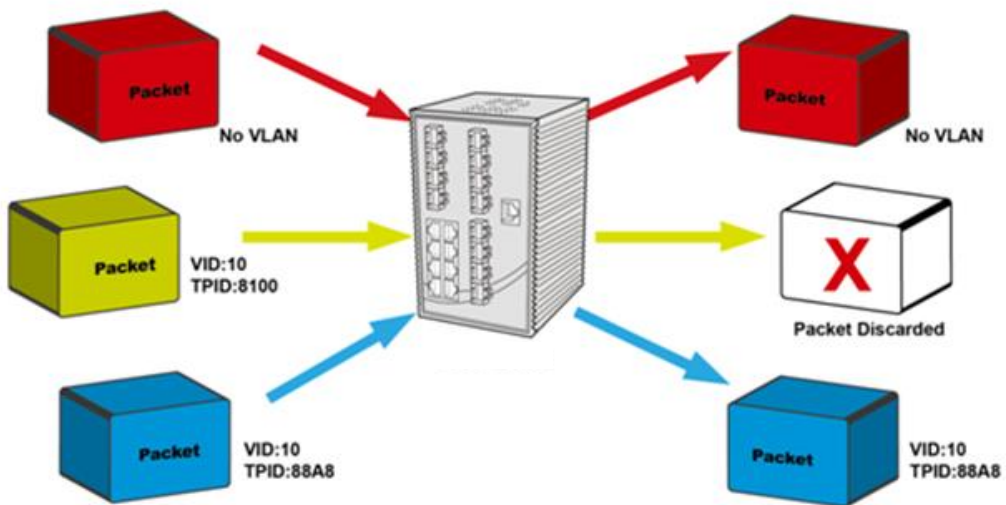 Packet
No VLAN
Packet
No VLAN
Packet
VID:10
TPID:8100
X
Packet Discarded
Packet
VID:10
TPID:88A8
Packet
VID:10
TPID:88A8